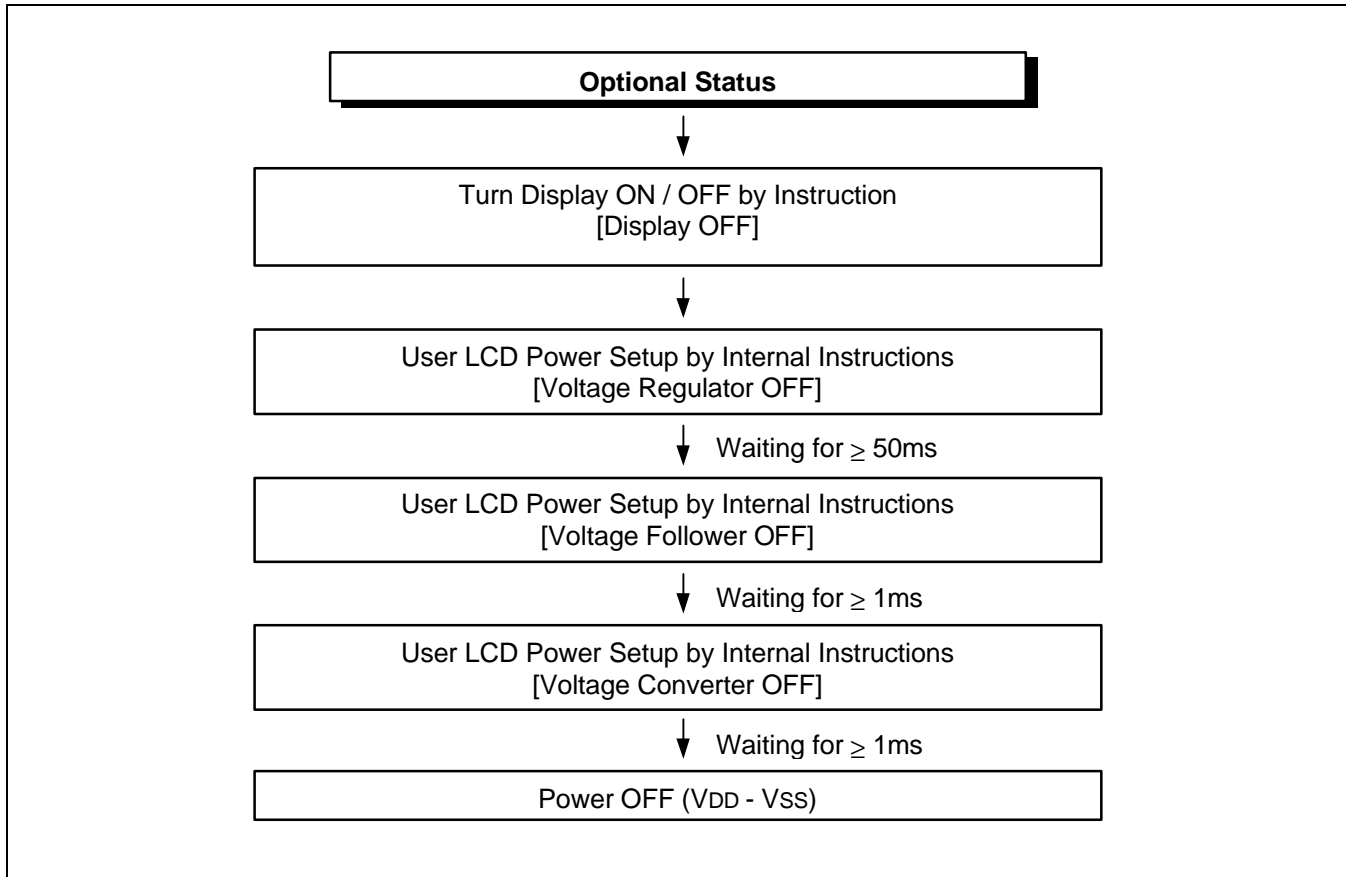 Optional Status
Turn Display ON / OFF by Instruction
[Display OFF]
User LCD Power Setup by Internal Instructions
[Voltage Regulator OFF]
Waiting for ≥ 50ms
User LCD Power Setup by Internal Instructions
[Voltage Follower OFF]
Waiting for ≥ 1ms
User LCD Power Setup by Internal Instructions
[Voltage Converter OFF]
Waiting for ≥ 1ms
Power OFF (VDD - VSS)